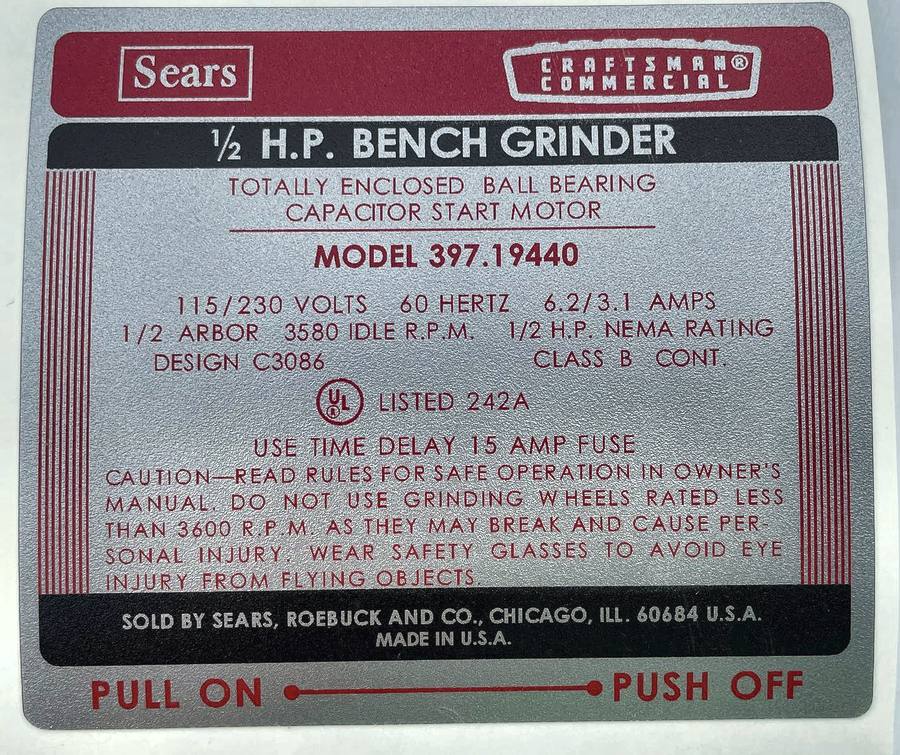 Sears
CRAFTSMAN®
COMMERCIAL
½ H.P. BENCH GRINDER
TOTALLY ENCLOSED BALL BEARING
CAPACITOR START MOTOR
MODEL 397.19440
115/230 VOLTS 60 HERTZ 6.2/3.1 AMPS
1/2 ARBOR 3580 IDLE R.P.M. 1/2 H.P. NEMA RATING
DESIGN C3086 CLASS B CONT.
UL® LISTED 242A
USE TIME DELAY 15 AMP FUSE
CAUTION—READ RULES FOR SAFE OPERATION IN OWNER'S
MANUAL. DO NOT USE GRINDING WHEELS RATED LESS
THAN 3600 R.P.M. AS THEY MAY BREAK AND CAUSE PER-
SONAL INJURY. WEAR SAFETY GLASSES TO AVOID EYE
INJURY FROM FLYING OBJECTS.
SOLD BY SEARS, ROEBUCK AND CO., CHICAGO, ILL. 60684 U.S.A.
MADE IN U.S.A.
PULL ON PUSH OFF